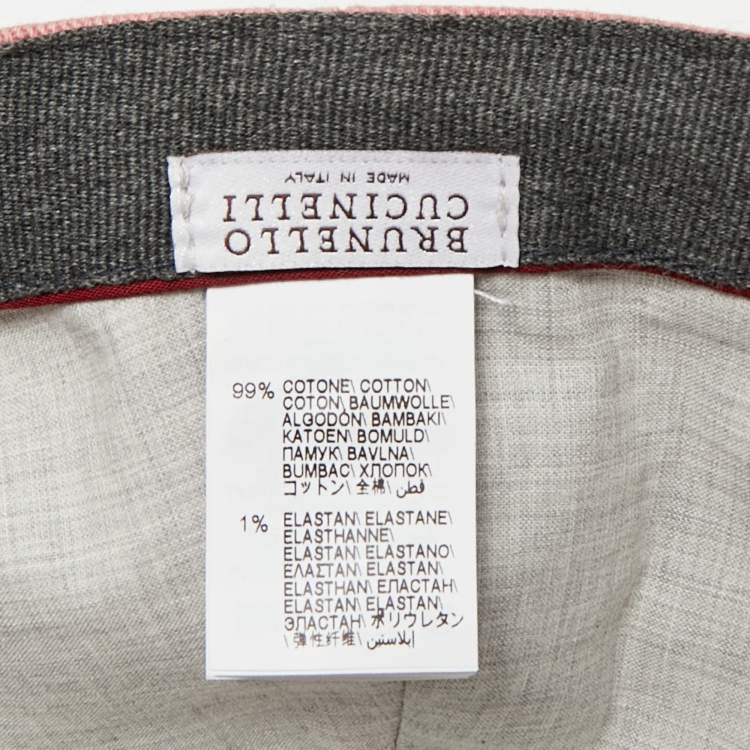 BRUNELLO
CUCINELLI
MADE IN ITALY
99% COTONE\ COTTON\
COTON\ BAUMWOLLE\
ALGODÓN\ BAMBAKI\
KATOEN\ BOMULD\
ПАМУК\ BAVLNA\
BUMBAC\ ХЛОПОК\
コットン\ 全棉\ قطن
1% ELASTAN\ ELASTANE\
ELASTHANNE\
ELASTAN\ ELASTANO\
ΕΛΑΣΤΑΝ\ ELASTAN\
ELASTHAN\ ЕЛАСТАН\
ELASTAN\ ELASTAN\
ЭЛАСТАН\ ポリウレタン
\ 弹性纤维\ إيلاستين